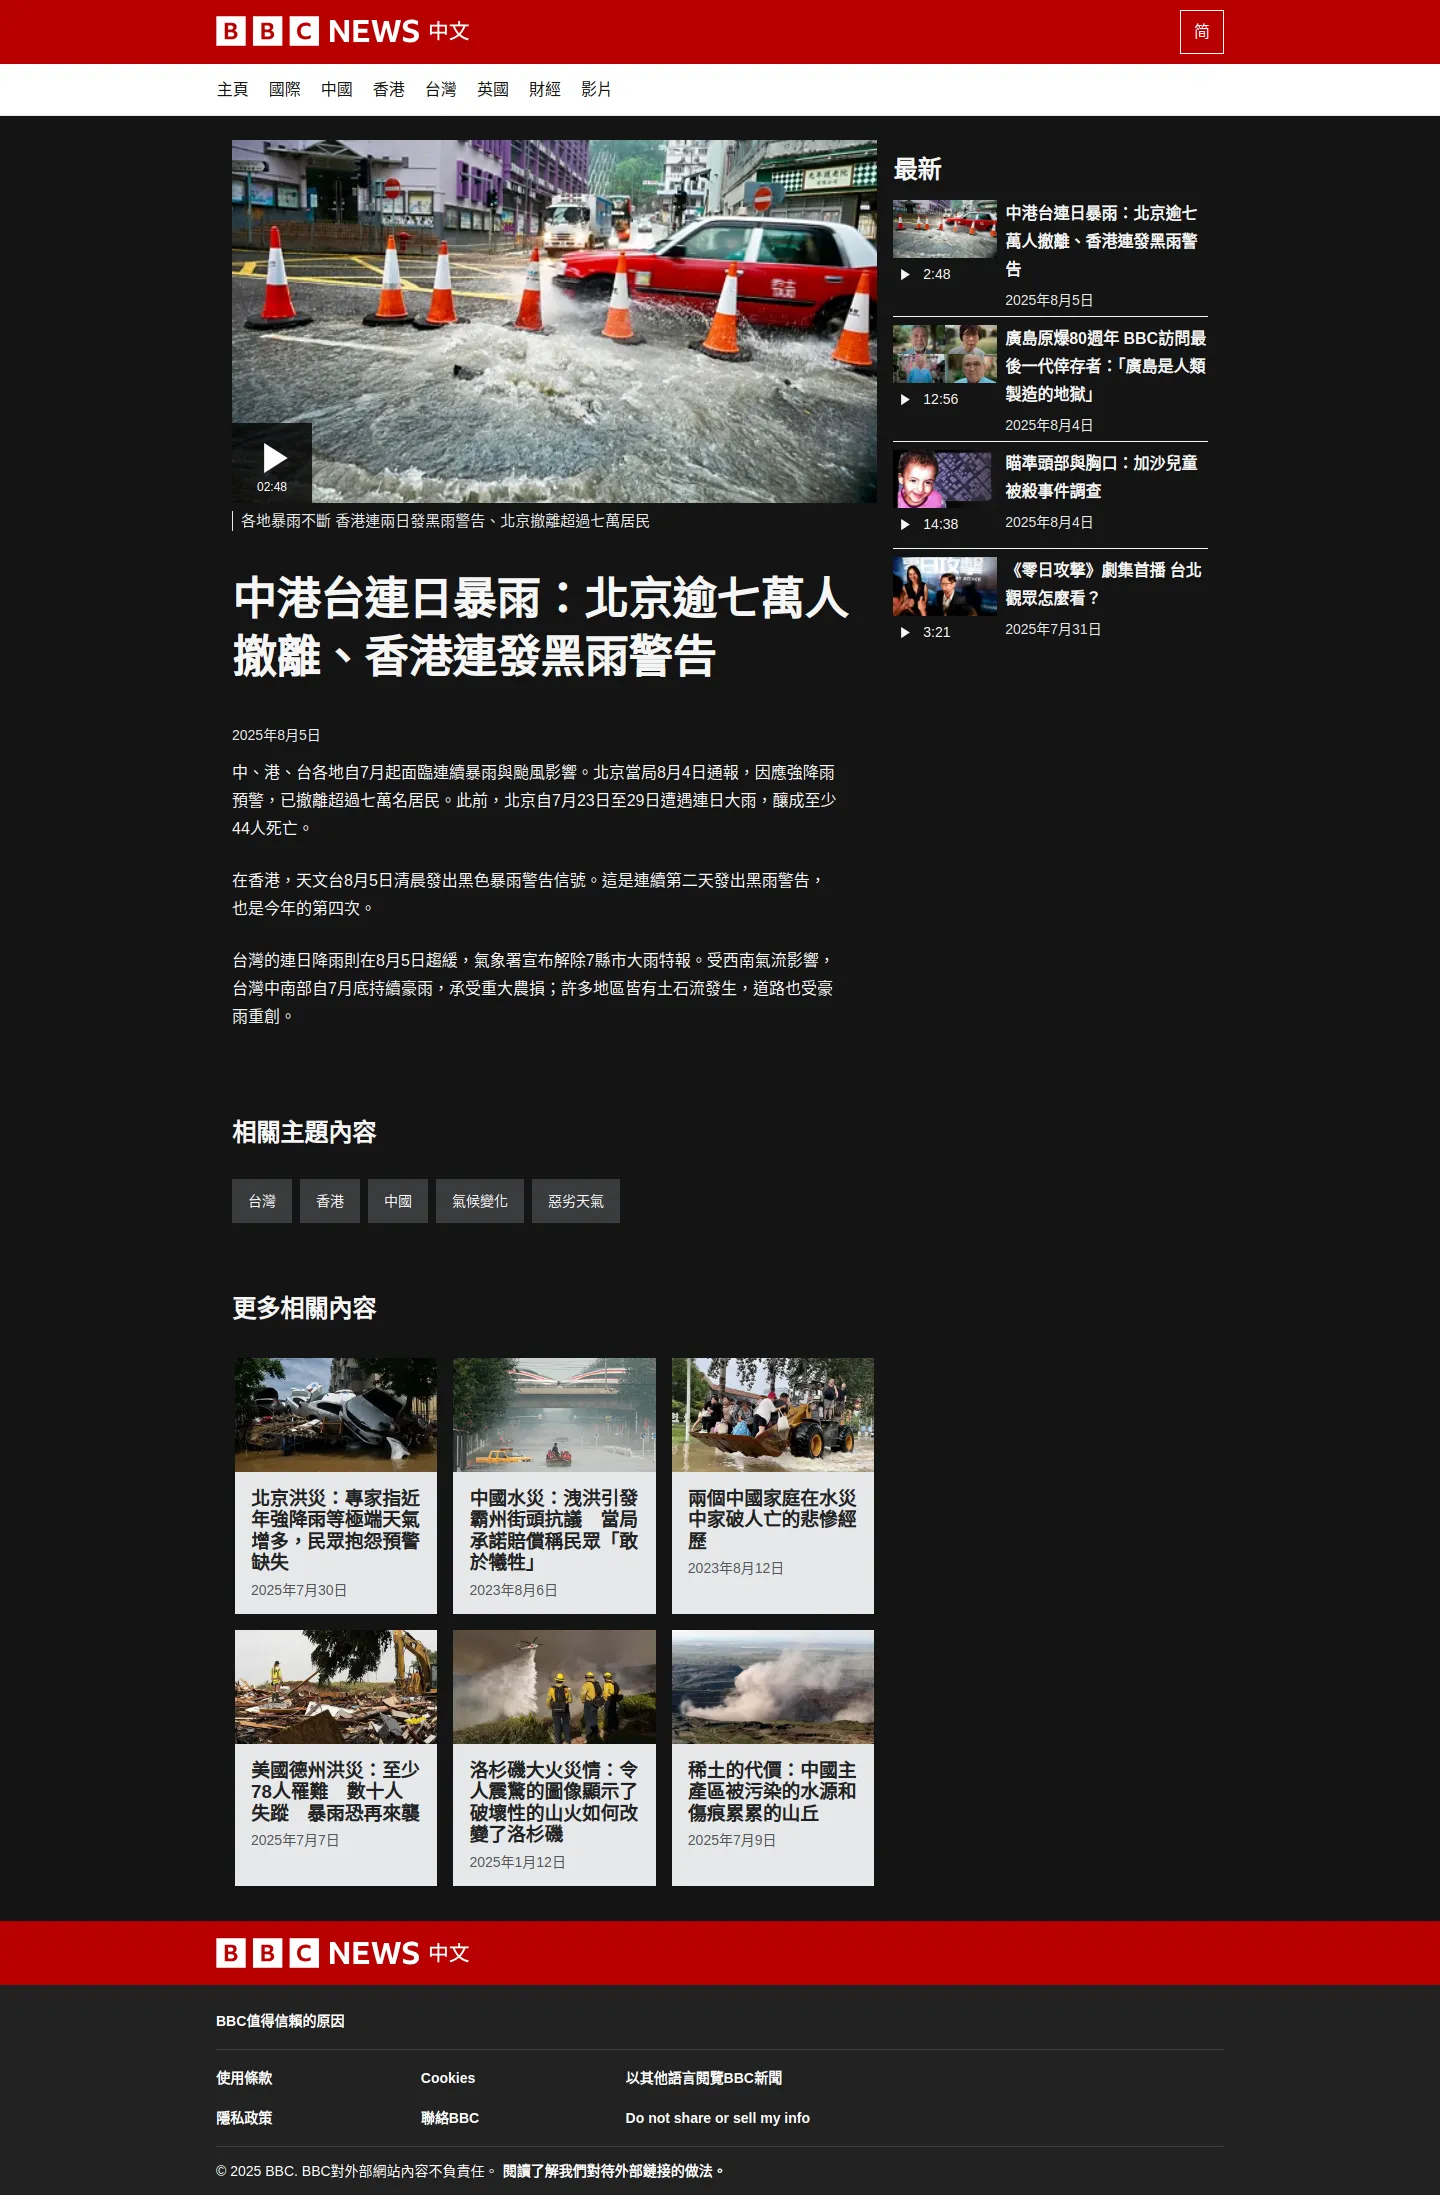 BBC NEWS 中文
简
主頁 國際 中國 香港 台灣 英國 財經 影片
02:48
各地暴雨不斷 香港連兩日發黑雨警告、北京撤離超過七萬居民
中港台連日暴雨：北京逾七萬人
撤離、香港連發黑雨警告
2025年8月5日
中、港、台各地自7月起面臨連續暴雨與颱風影響。北京當局8月4日通報，因應強降雨
預警，已撤離超過七萬名居民。此前，北京自7月23日至29日遭遇連日大雨，釀成至少
44人死亡。
在香港，天文台8月5日清晨發出黑色暴雨警告信號。這是連續第二天發出黑雨警告，
也是今年的第四次。
台灣的連日降雨則在8月5日趨緩，氣象署宣布解除7縣市大雨特報。受西南氣流影響，
台灣中南部自7月底持續豪雨，承受重大農損；許多地區皆有土石流發生，道路也受豪
雨重創。
最新
中港台連日暴雨：北京逾七
萬人撤離、香港連發黑雨警
告
2:48
2025年8月5日
廣島原爆80週年 BBC訪問最
後一代倖存者：「廣島是人類
製造的地獄」
12:56
2025年8月4日
瞄準頭部與胸口：加沙兒童
被殺事件調查
14:38
2025年8月4日
《零日攻擊》劇集首播 台北
觀眾怎麼看？
3:21
2025年7月31日
相關主題內容
台灣 香港 中國 氣候變化 惡劣天氣
更多相關內容
北京洪災：專家指近
年強降雨等極端天氣
增多，民眾抱怨預警
缺失
2025年7月30日
中國水災：洩洪引發
霸州街頭抗議　當局
承諾賠償稱民眾「敢
於犧牲」
2023年8月6日
兩個中國家庭在水災
中家破人亡的悲慘經
歷
2023年8月12日
美國德州洪災：至少
78人罹難　數十人
失蹤　暴雨恐再來襲
2025年7月7日
洛杉磯大火災情：令
人震驚的圖像顯示了
破壞性的山火如何改
變了洛杉磯
2025年1月12日
稀土的代價：中國主
產區被污染的水源和
傷痕累累的山丘
2025年7月9日
BBC NEWS 中文
BBC值得信賴的原因
使用條款 Cookies 以其他語言閱覽BBC新聞
隱私政策 聯絡BBC Do not share or sell my info
© 2025 BBC. BBC對外部網站內容不負責任。 閱讀了解我們對待外部鏈接的做法。